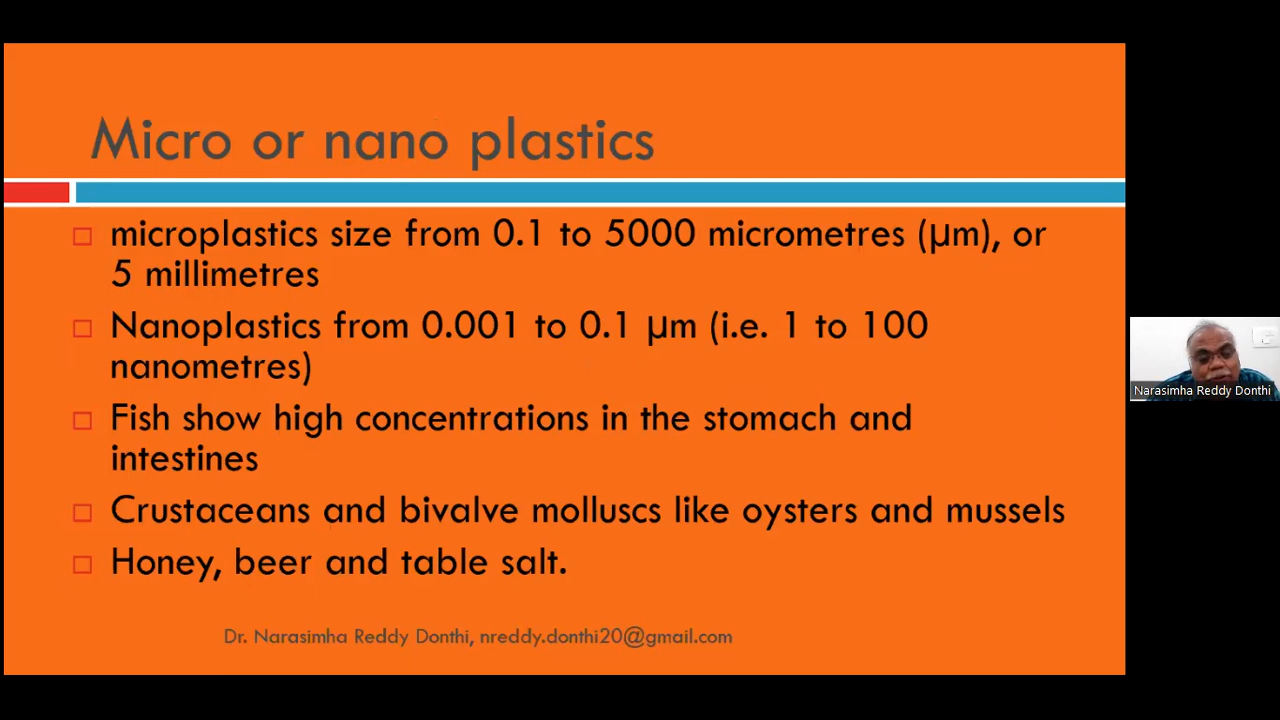 Micro or nano plastics
microplastics size from 0.1 to 5000 micrometres (µm), or
5 millimetres
Nanoplastics from 0.001 to 0.1 µm (i.e. 1 to 100
nanometres)
Fish show high concentrations in the stomach and
intestines
Crustaceans and bivalve molluscs like oysters and mussels
Honey, beer and table salt.
Dr. Narasimha Reddy Donthi, nreddy.donthi20@gmail.com
Narasimha Reddy Donthi